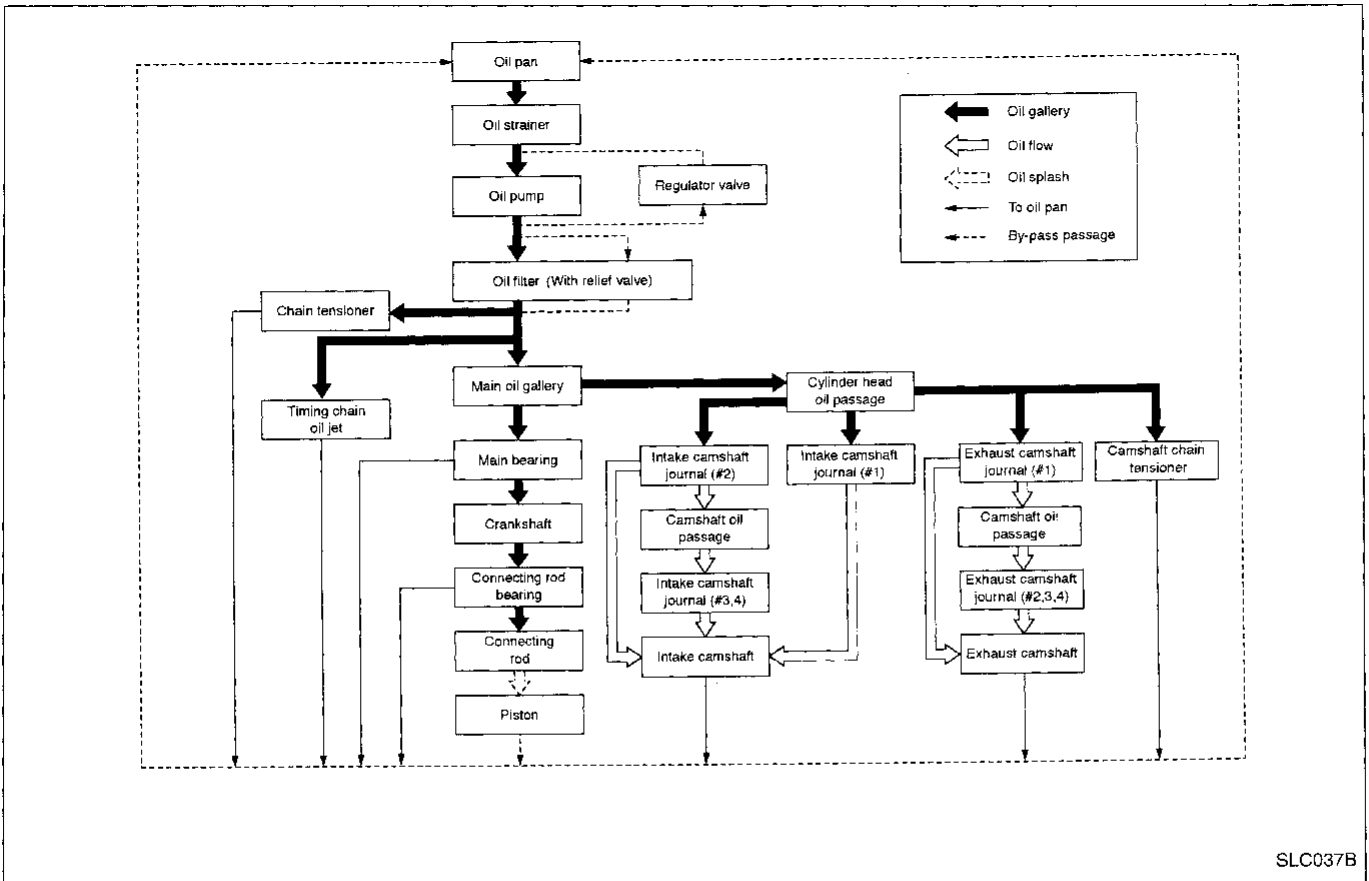 Oil pan
Oil strainer
Oil pump
Regulator valve
Oil filter (With relief valve)
Oil gallery
Oil flow
Oil splash
To oil pan
By-pass passage
Chain tensioner
Timing chain
oil jet
Main oil gallery
Main bearing
Crankshaft
Connecting rod
bearing
Connecting
rod
Piston
Cylinder head
oil passage
Intake camshaft
journal (#2)
Camshaft oil
passage
Intake camshaft
journal (#3,4)
Intake camshaft
Intake camshaft
journal (#1)
Exhaust camshaft
journal (#1)
Camshaft oil
passage
Exhaust camshaft
journal (#2,3,4)
Exhaust camshaft
Camshaft chain
tensioner
SLC037B